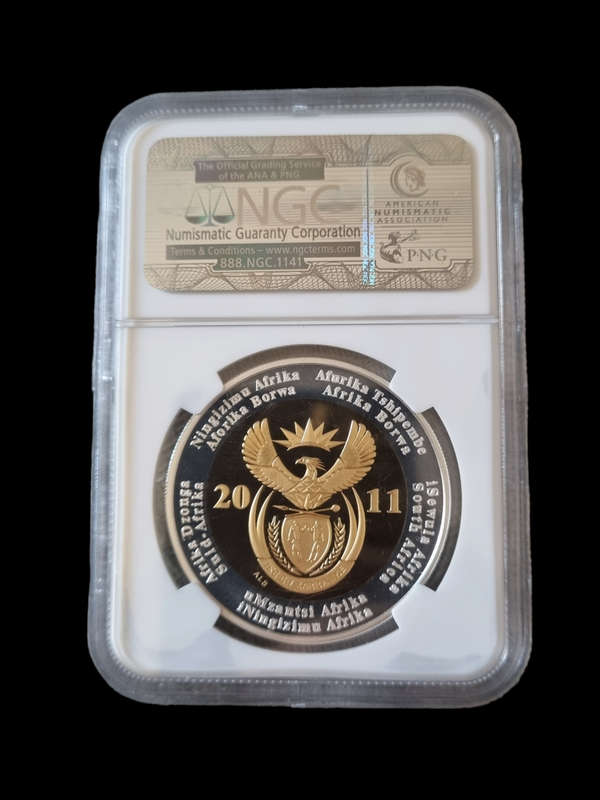 The Official Grading Service
of the ANA & PNG
NGC
Numismatic Guaranty Corporation
Terms & Conditions – www.ngcterms.com
888.NGC.1141
AMERICAN
NUMISMATIC
ASSOCIATION
PNG
Ningizimu Afrika
Aforika Borwa
Afurika Tshipembe
Afrika Borwa
Afrika Dzonga
Suid-Afrika
iSewula Afrika
South Africa
uMzantsi Afrika
iNingizimu Afrika
20 11
ALS